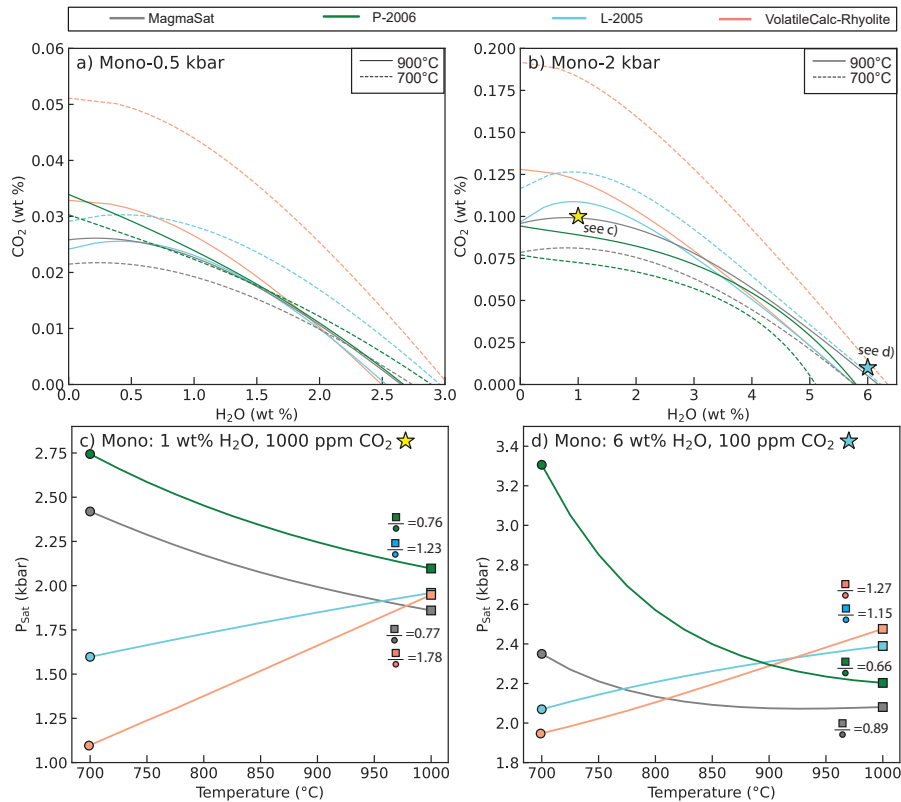 MagmaSat P-2006 L-2005 VolatileCalc-Rhyolite
a) Mono-0.5 kbar
900°C
700°C
0.06
0.05
0.04
0.03
0.02
0.01
0.00
CO₂ (wt %)
0.0 0.5 1.0 1.5 2.0 2.5 3.0
H₂O (wt %)
b) Mono-2 kbar
900°C
700°C
0.200
0.175
0.150
0.125
0.100
0.075
0.050
0.025
0.000
CO₂ (wt %)
see c)
see d)
0 1 2 3 4 5 6
H₂O (wt %)
c) Mono: 1 wt% H₂O, 1000 ppm CO₂
2.75
2.50
2.25
2.00
1.75
1.50
1.25
1.00
P_Sat (kbar)
=0.76
=1.23
=0.77
=1.78
700 750 800 850 900 950 1000
Temperature (°C)
d) Mono: 6 wt% H₂O, 100 ppm CO₂
3.4
3.2
3.0
2.8
2.6
2.4
2.2
2.0
1.8
P_Sat (kbar)
=1.27
=1.15
=0.66
=0.89
700 750 800 850 900 950 1000
Temperature (°C)